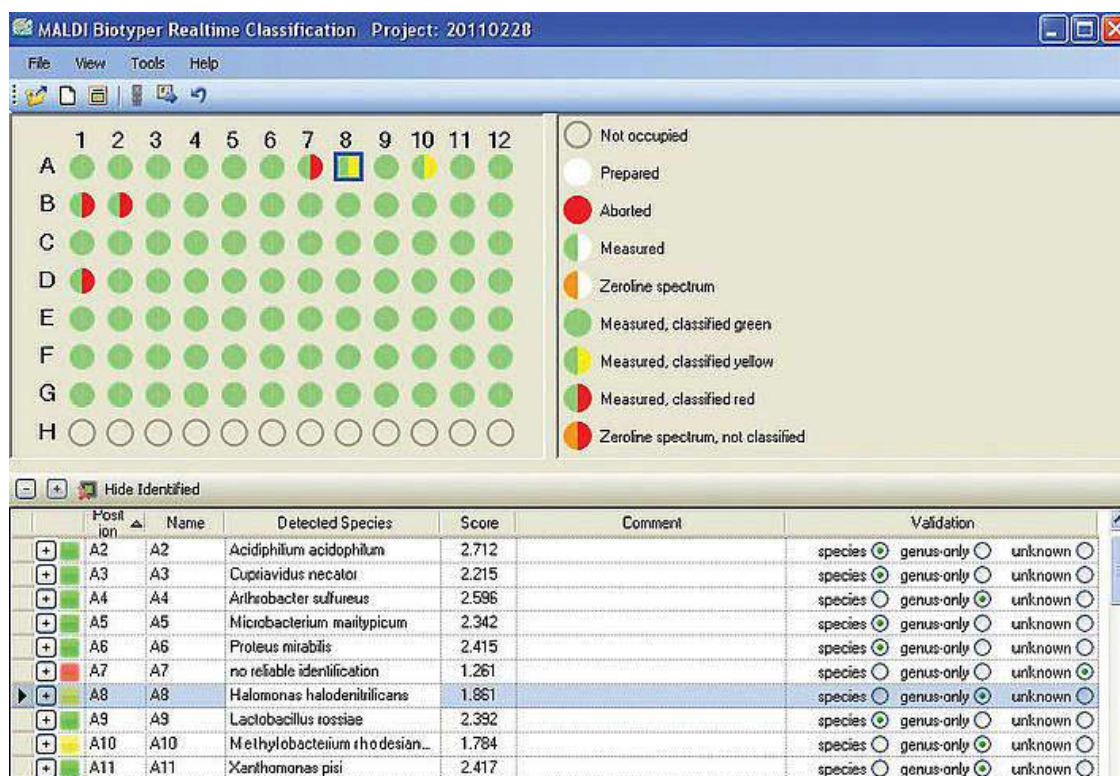 MALDI Biotyper Realtime Classification Project: 20110228
File View Tools Help
1 2 3 4 5 6 7 8 9 10 11 12
A
B
C
D
E
F
G
H
Not occupied
Prepared
Aborted
Measured
Zeroline spectrum
Measured, classified green
Measured, classified yellow
Measured, classified red
Zeroline spectrum, not classified
Hide Identified
Position Name Detected Species Score Comment Validation
A2 A2 Acidiphilium acidophilum 2.712 species genus-only unknown
A3 A3 Cupriavidus necator 2.215 species genus-only unknown
A4 A4 Arthrobacter sulfureus 2.596 species genus-only unknown
A5 A5 Microbacterium maritypicum 2.342 species genus-only unknown
A6 A6 Proteus mirabilis 2.415 species genus-only unknown
A7 A7 no reliable identification 1.261 species genus-only unknown
A8 A8 Halomonas halodenitrificans 1.861 species genus-only unknown
A9 A9 Lactobacillus rossiae 2.392 species genus-only unknown
A10 A10 Methylobacterium rhodesian... 1.784 species genus-only unknown
A11 A11 Xanthomonas pisi 2.417 species genus-only unknown